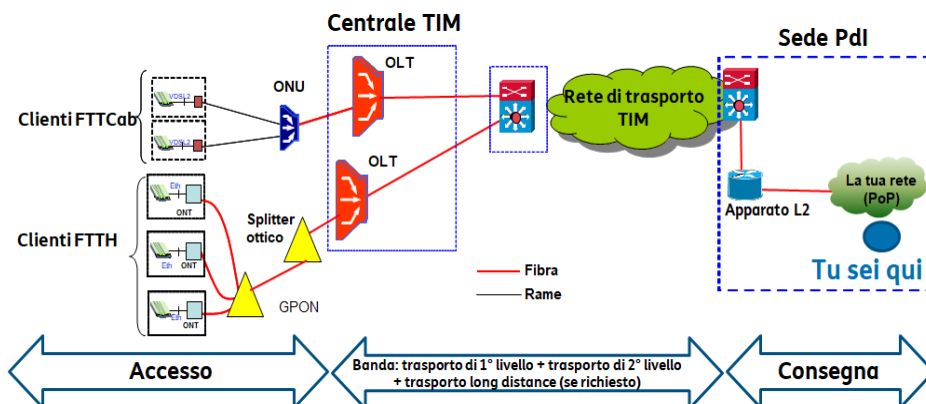 Centrale TIM
Sede PdI
Clienti FTTCab
VDSL2
VDSL2
ONU
OLT
OLT
Rete di trasporto
TIM
Apparato L2
La tua rete
(PoP)
Tu sei qui
Clienti FTTH
Eth
ONT
Eth
ONT
Eth
ONT
Splitter
ottico
GPON
Fibra
Rame
Accesso
Banda: trasporto di 1° livello + trasporto di 2° livello
+ trasporto long distance (se richiesto)
Consegna